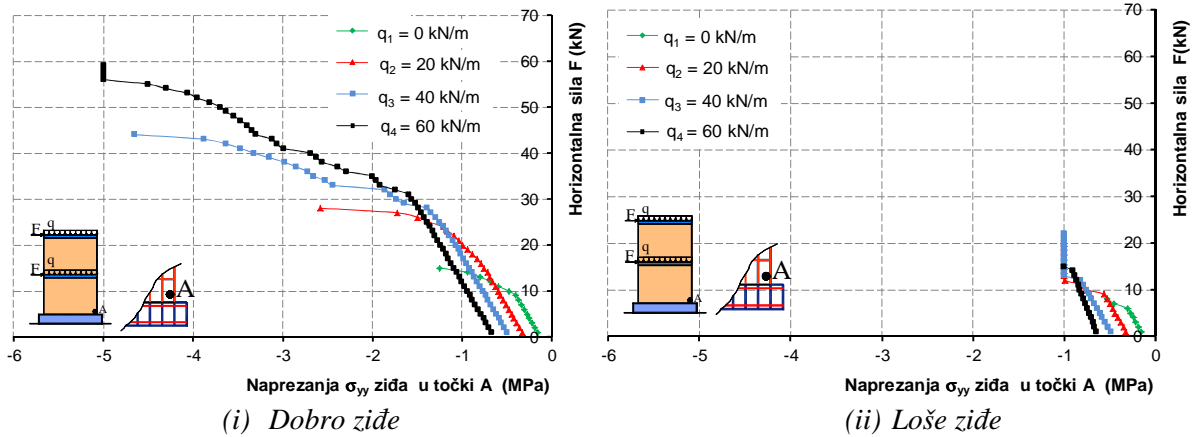 70
60
50
40
30
20
10
0
-6
-5
-4
-3
-2
-1
0
Horizontalna sila F (kN)
q₁ = 0 kN/m
q₂ = 20 kN/m
q₃ = 40 kN/m
q₄ = 60 kN/m
q
F
q
F
A
A
Naprezanja σyy ziđa u točki A (MPa)
(i) Dobro ziđe
70
60
50
40
30
20
10
0
-6
-5
-4
-3
-2
-1
0
Horizontalna sila F(kN)
q₁ = 0 kN/m
q₂ = 20 kN/m
q₃ = 40 kN/m
q₄ = 60 kN/m
q
F
q
F
A
A
Naprezanja σyy ziđa u točki A (MPa)
(ii) Loše ziđe